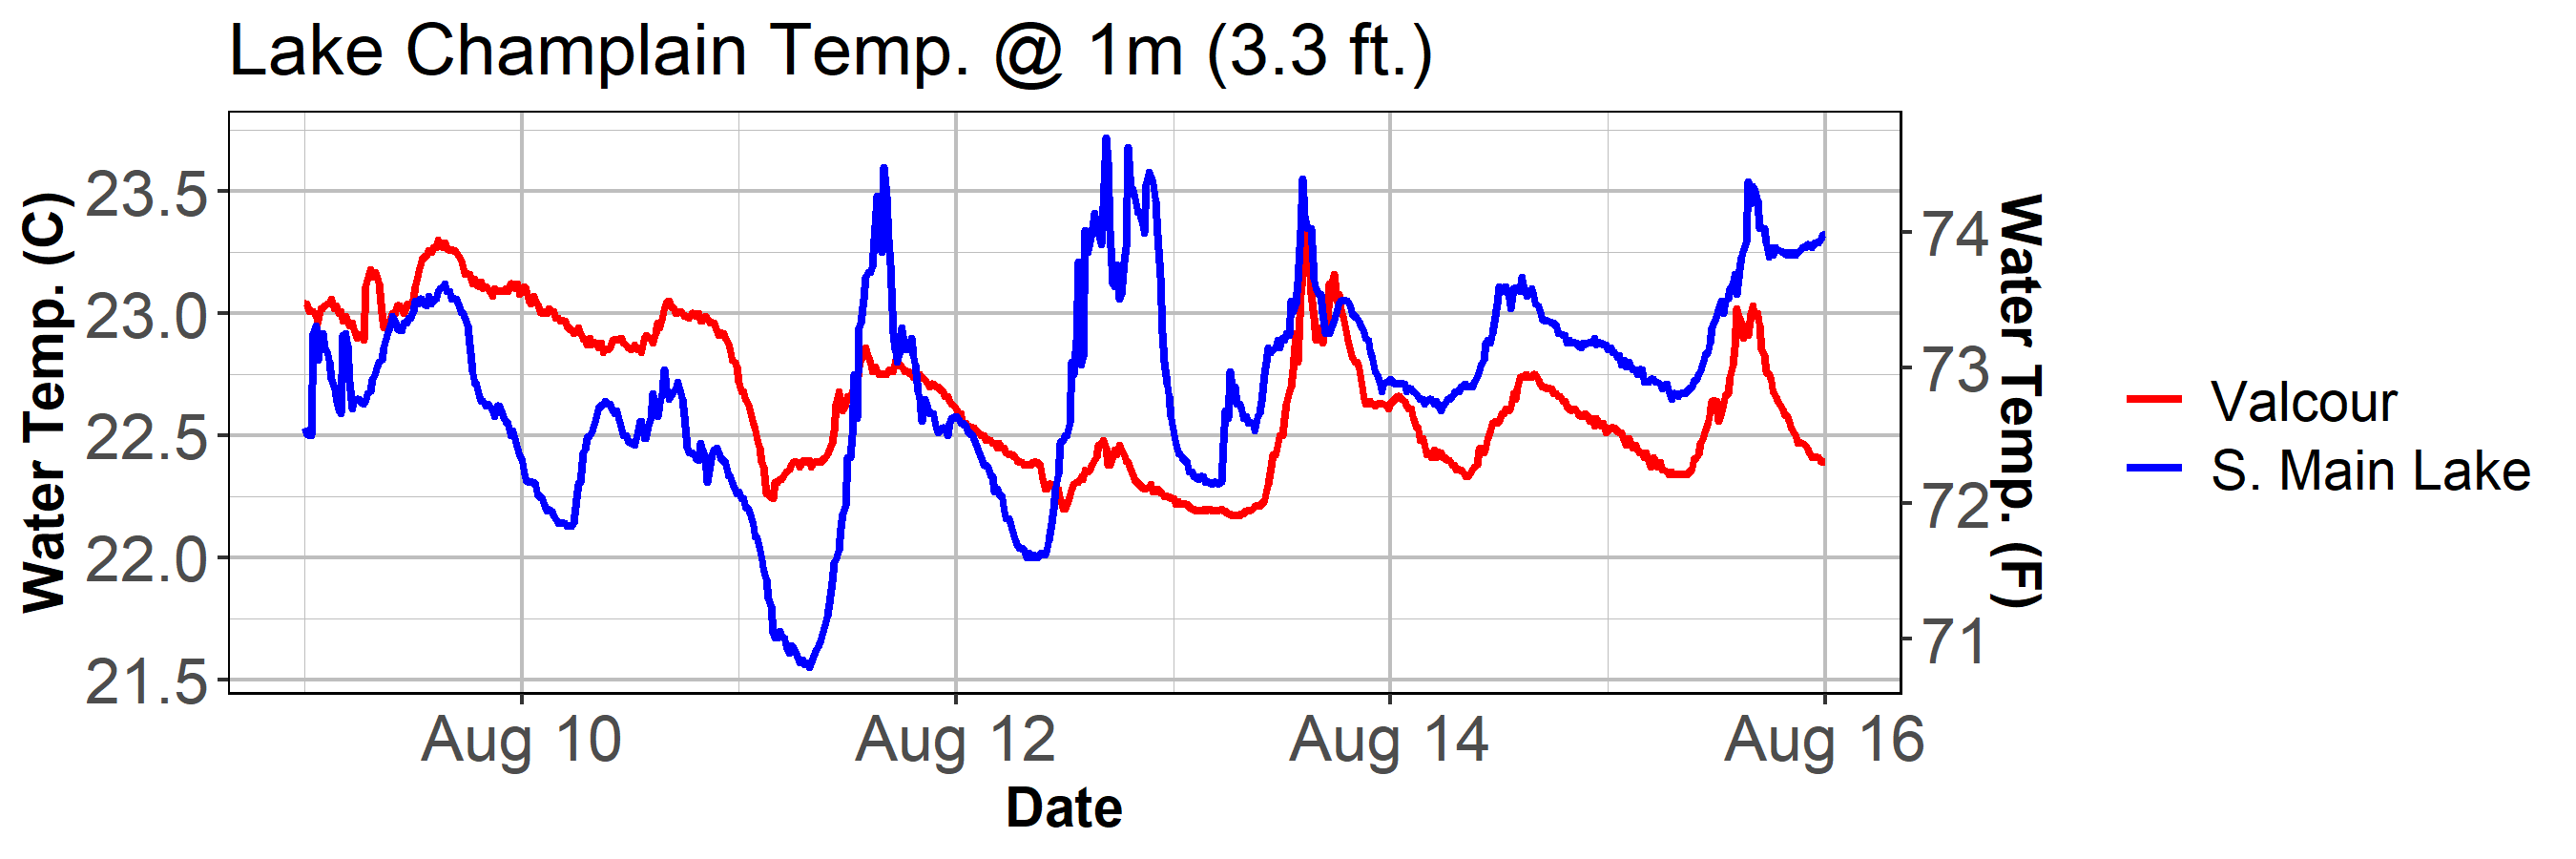 Lake Champlain Temp. @ 1m (3.3 ft.)
Water Temp. (C)
23.5
23.0
22.5
22.0
21.5
74
73
72
71
Water Temp. (F)
Aug 10
Aug 12
Aug 14
Aug 16
Date
Valcour
S. Main Lake